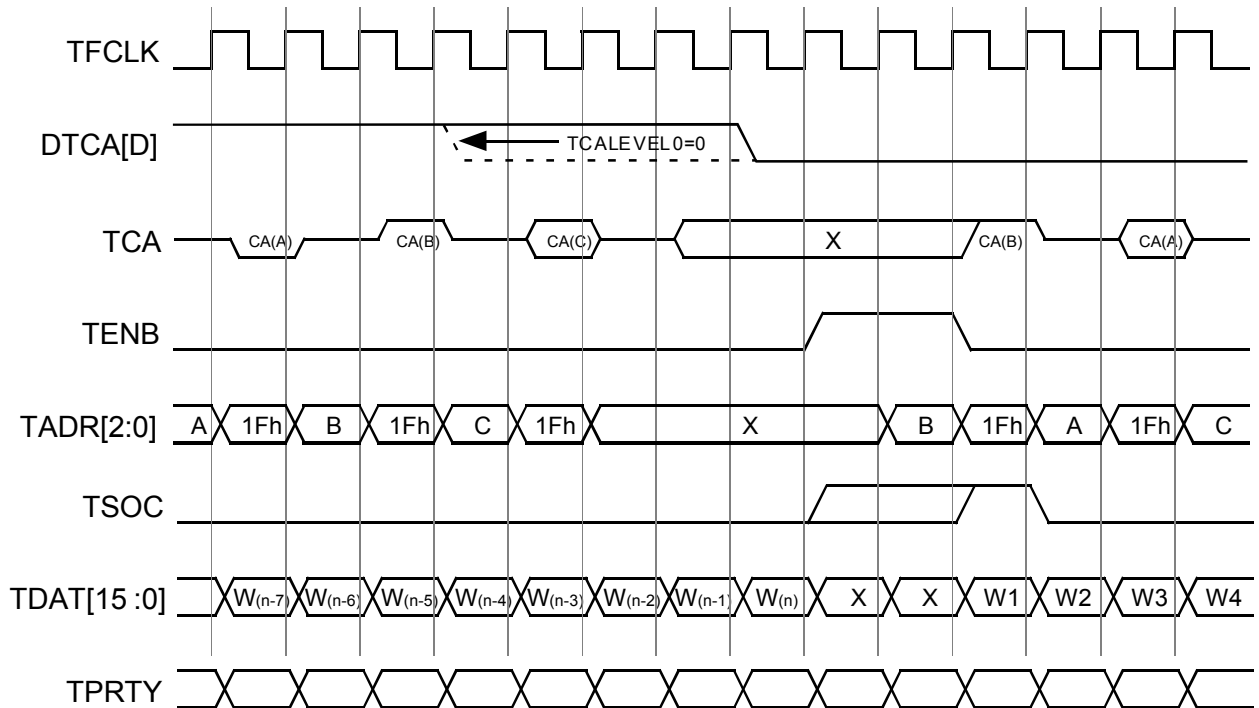 TFCLK
DTCA[D]
TCALEVEL0=0
TCA CA(A) CA(B) CA(C) X CA(B) CA(A)
TENB
TADR[2:0] A 1Fh B 1Fh C 1Fh X B 1Fh A 1Fh C
TSOC
TDAT[15:0] W(n-7) W(n-6) W(n-5) W(n-4) W(n-3) W(n-2) W(n-1) W(n) X X W1 W2 W3 W4
TPRTY